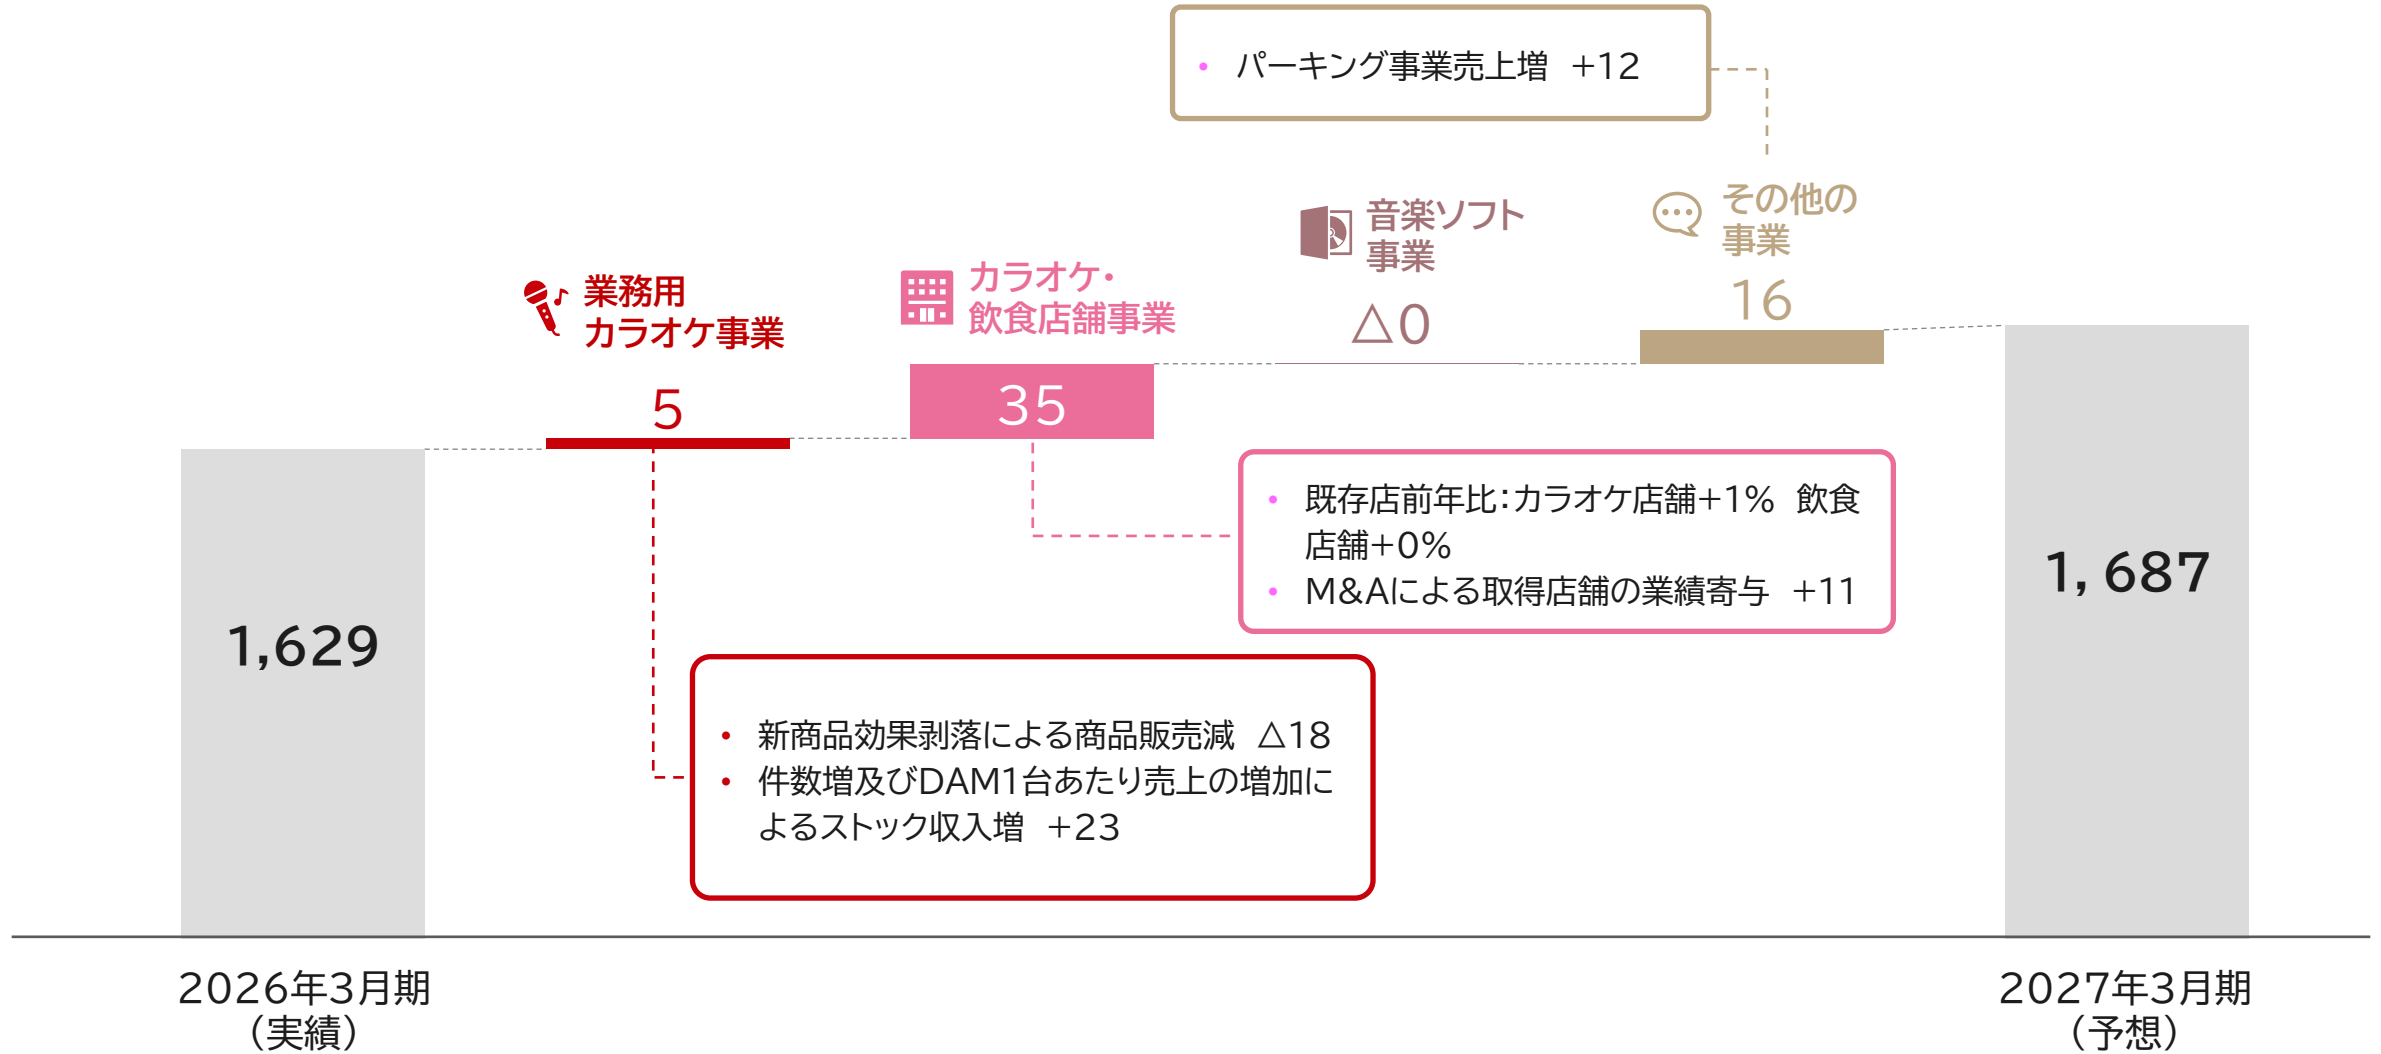 • パーキング事業売上増　+12
その他の
事業
16
音楽ソフト
事業
△0
カラオケ・
飲食店舗事業
35
業務用
カラオケ事業
5
• 既存店前年比：カラオケ店舗+1%　飲食
店舗+0%
• M&Aによる取得店舗の業績寄与　+11
1,629
1,687
• 新商品効果剥落による商品販売減　△18
• 件数増及びDAM1台あたり売上の増加に
よるストック収入増　+23
2026年3月期
（実績）
2027年3月期
（予想）